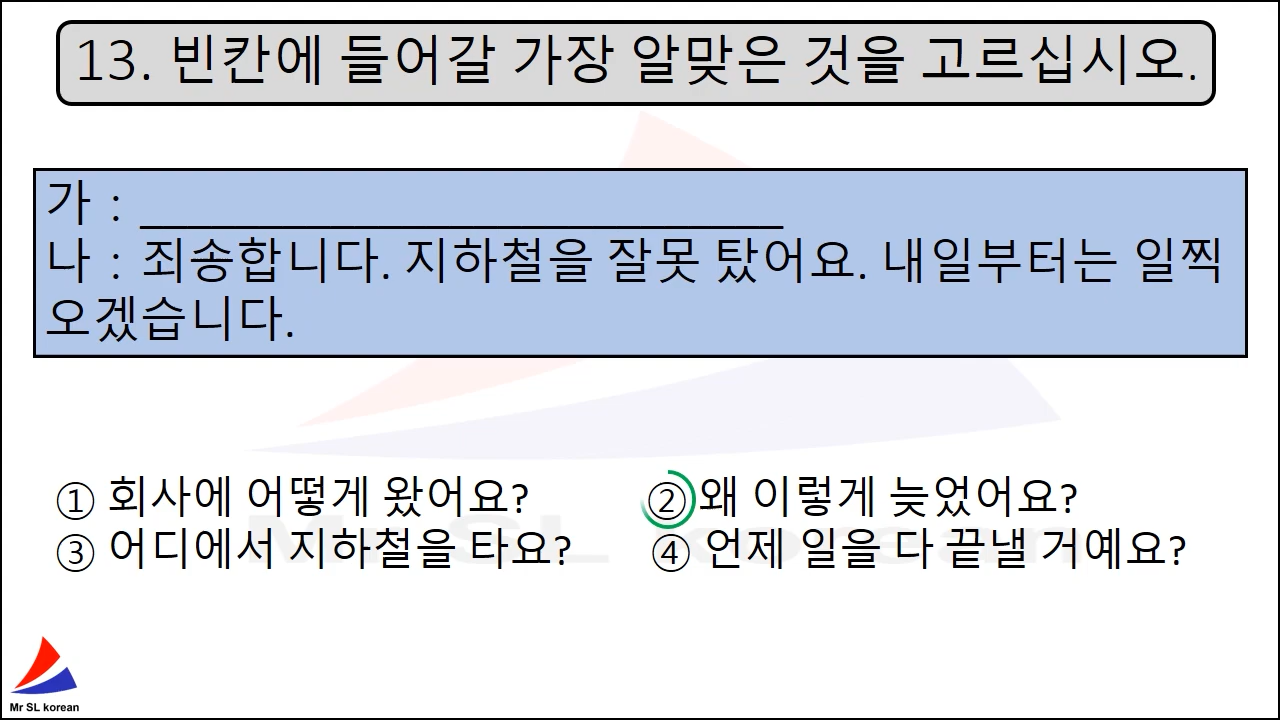 13. 빈칸에 들어갈 가장 알맞은 것을 고르십시오.
가 : ___________________________
나 : 죄송합니다. 지하철을 잘못 탔어요. 내일부터는 일찍
오겠습니다.
① 회사에 어떻게 왔어요? ② 왜 이렇게 늦었어요?
③ 어디에서 지하철을 타요? ④ 언제 일을 다 끝낼 거예요?
Mr SL korean
Mr SL korean